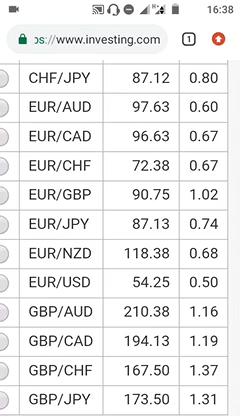 16:38
ps://www.investing.com 1
CHF/JPY 87.12 0.80
EUR/AUD 97.63 0.60
EUR/CAD 96.63 0.67
EUR/CHF 72.38 0.67
EUR/GBP 90.75 1.02
EUR/JPY 87.13 0.74
EUR/NZD 118.38 0.68
EUR/USD 54.25 0.50
GBP/AUD 210.38 1.16
GBP/CAD 194.13 1.19
GBP/CHF 167.50 1.37
GBP/JPY 173.50 1.31